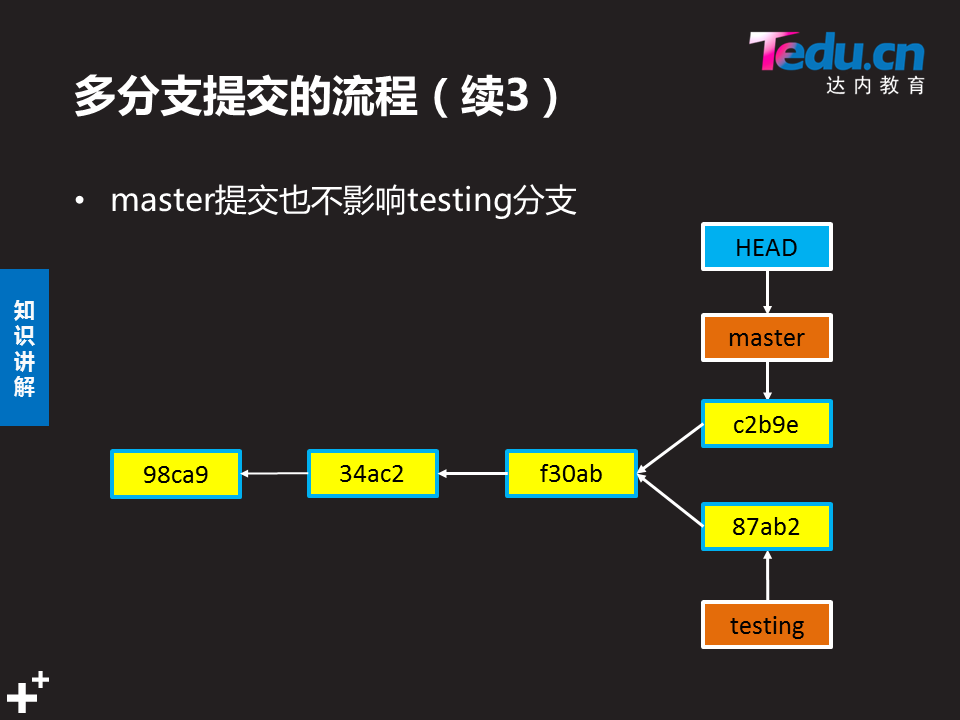 Tedu.cn
达内教育
多分支提交的流程（续3）
• master提交也不影响testing分支
知识讲解
HEAD
master
c2b9e
98ca9
34ac2
f30ab
87ab2
testing